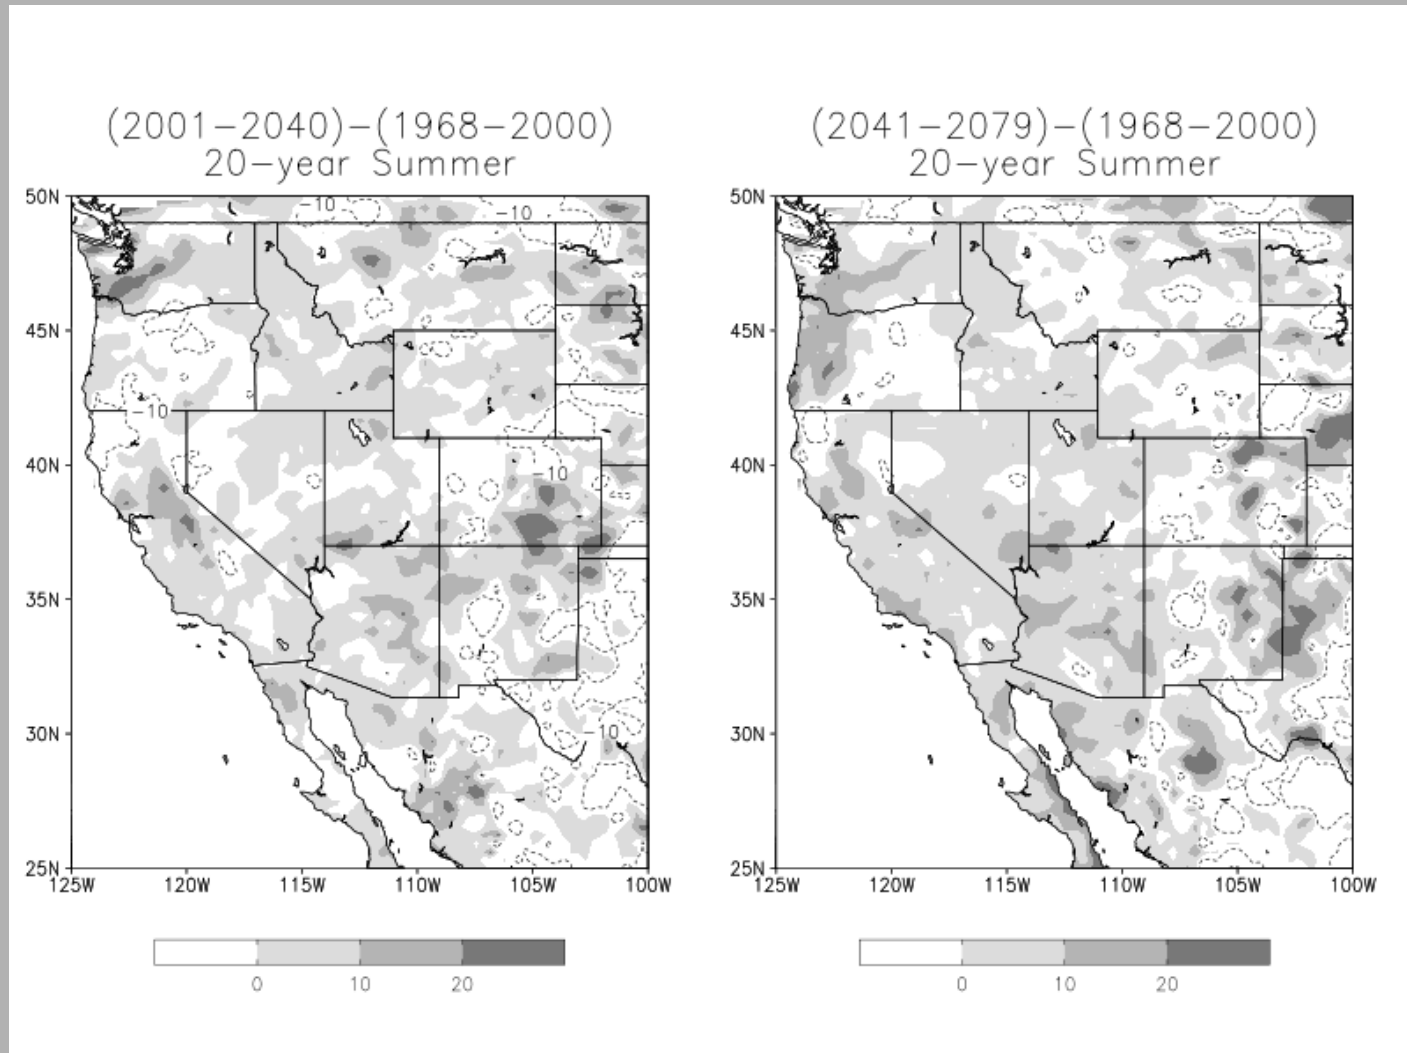 (2001-2040)-(1968-2000)
20-year Summer
50N
45N
40N
35N
30N
25N
125W 120W 115W 110W 105W 100W
-10
-10
-10
-10
-10
0 10 20
(2041-2079)-(1968-2000)
20-year Summer
50N
45N
40N
35N
30N
25N
125W 120W 115W 110W 105W 100W
0 10 20